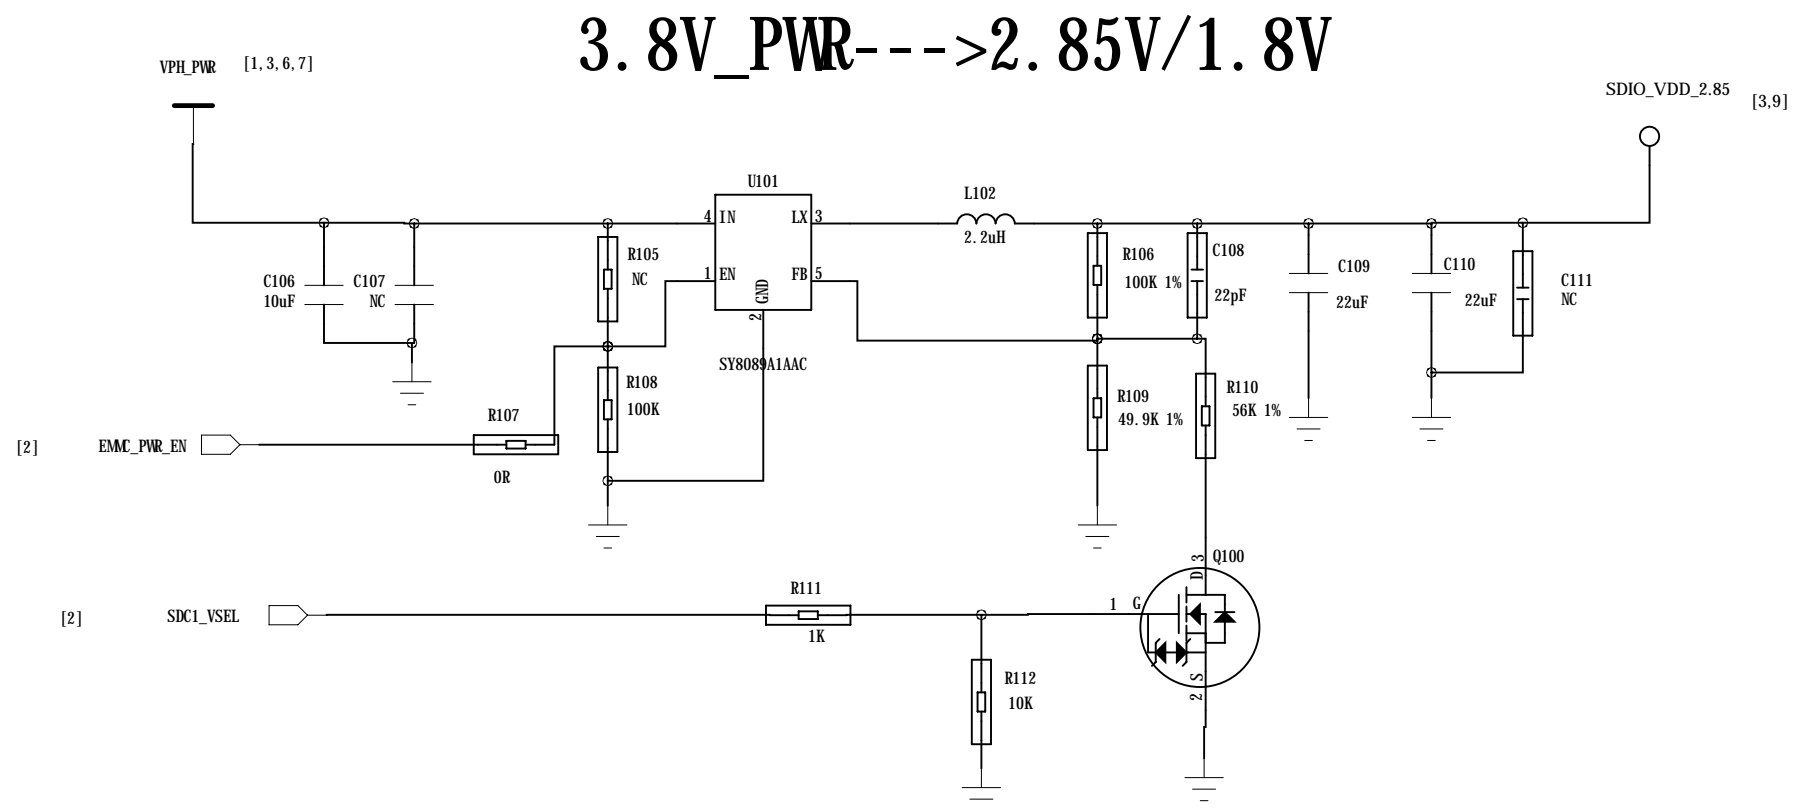 3.8V_PWR--->2.85V/1.8V
VPH_PWR [1,3,6,7]
SDIO_VDD_2.85 [3,9]
U101
4 IN LX 3
1 EN FB 5
GND
2
SY8089A1AAC
L102
2.2uH
C106
10uF
C107
NC
R105
NC
R108
100K
R107
0R
[2] EMMC_PWR_EN
R106
100K 1%
C108
22pF
C109
22uF
C110
22uF
C111
NC
R109
49.9K 1%
R110
56K 1%
Q100
D 3
1 G
S
2
[2] SDC1_VSEL
R111
1K
R112
10K